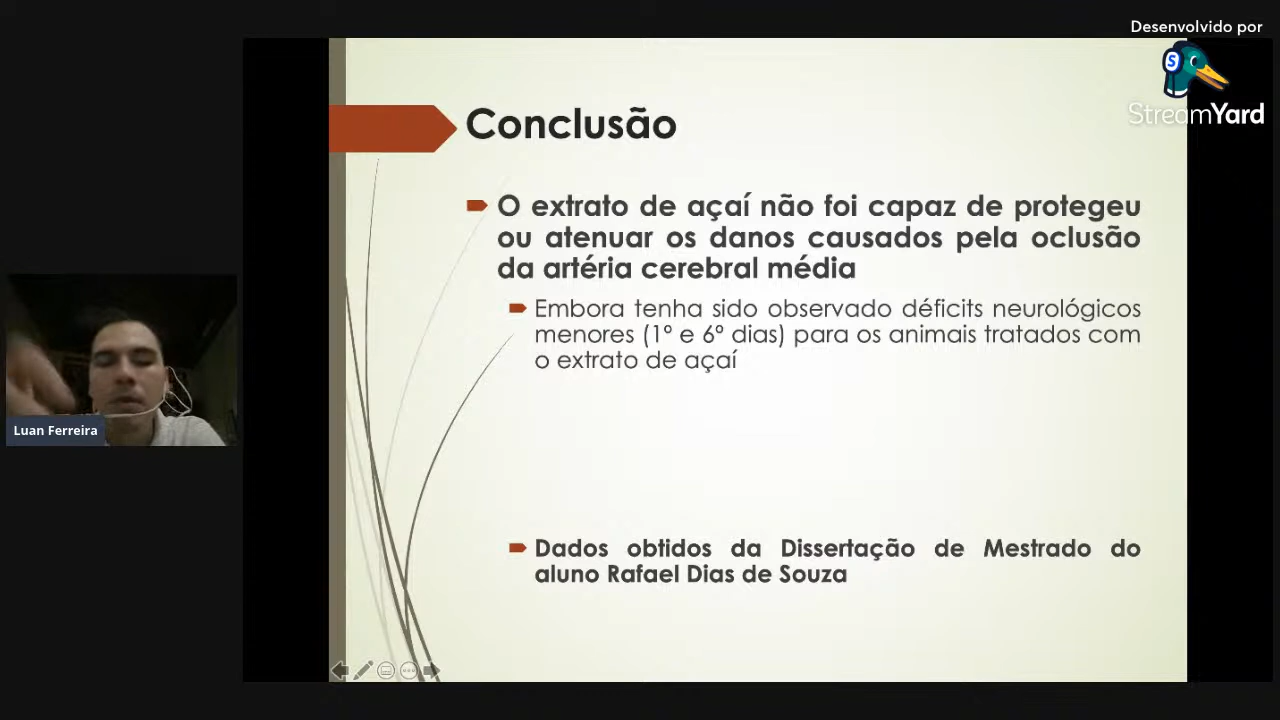 Desenvolvido por
StreamYard
Conclusão
O extrato de açaí não foi capaz de protegeu
ou atenuar os danos causados pela oclusão
da artéria cerebral média
Embora tenha sido observado déficits neurológicos
menores (1º e 6º dias) para os animais tratados com
o extrato de açaí
Luan Ferreira
Dados obtidos da Dissertação de Mestrado do
aluno Rafael Dias de Souza